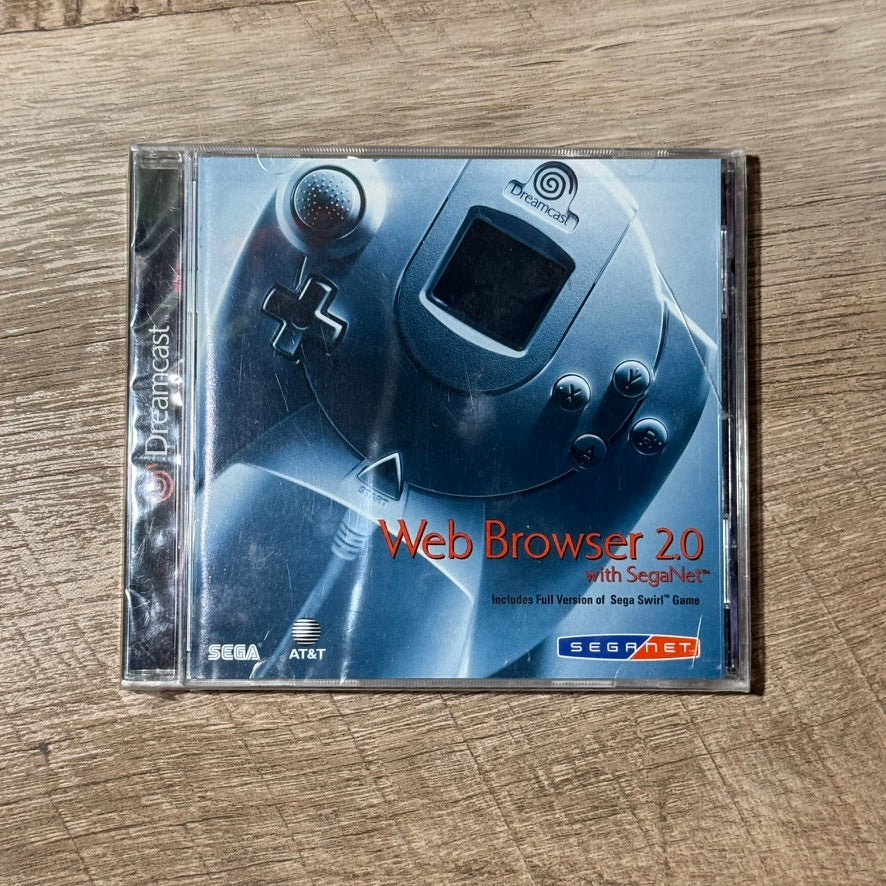 Dreamcast
Dreamcast
X
Y
A
B
START
Web Browser 2.0
with SegaNet™
Includes Full Version of Sega Swirl™ Game
SEGA
AT&T
SEGANET